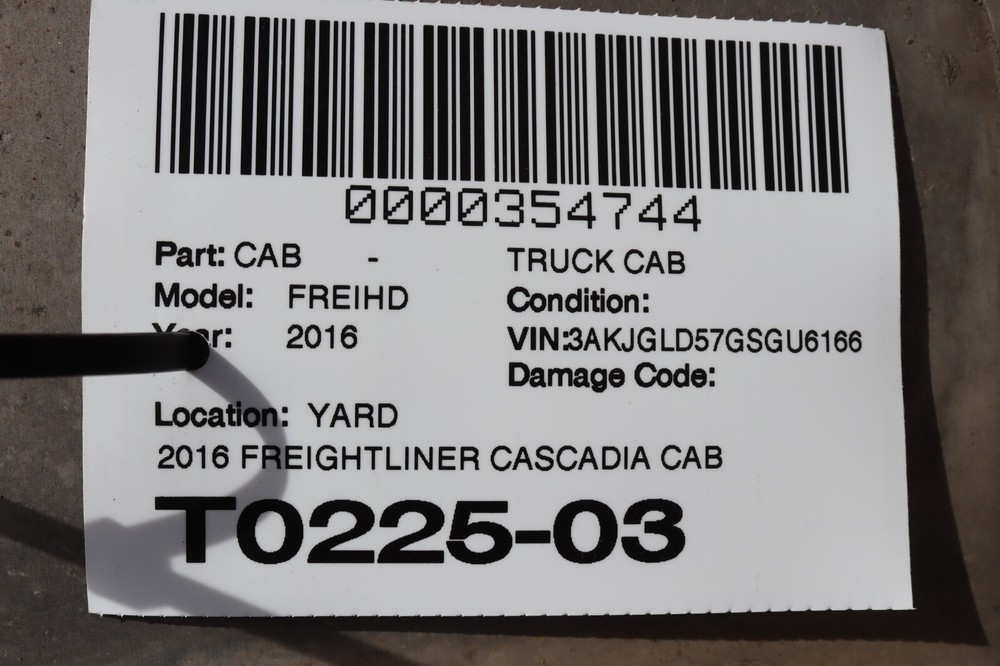 0000354744
Part: CAB - TRUCK CAB
Model: FREIHD Condition:
Year: 2016 VIN:3AKJGLD57GSGU6166
Damage Code:
Location: YARD
2016 FREIGHTLINER CASCADIA CAB
T0225-03